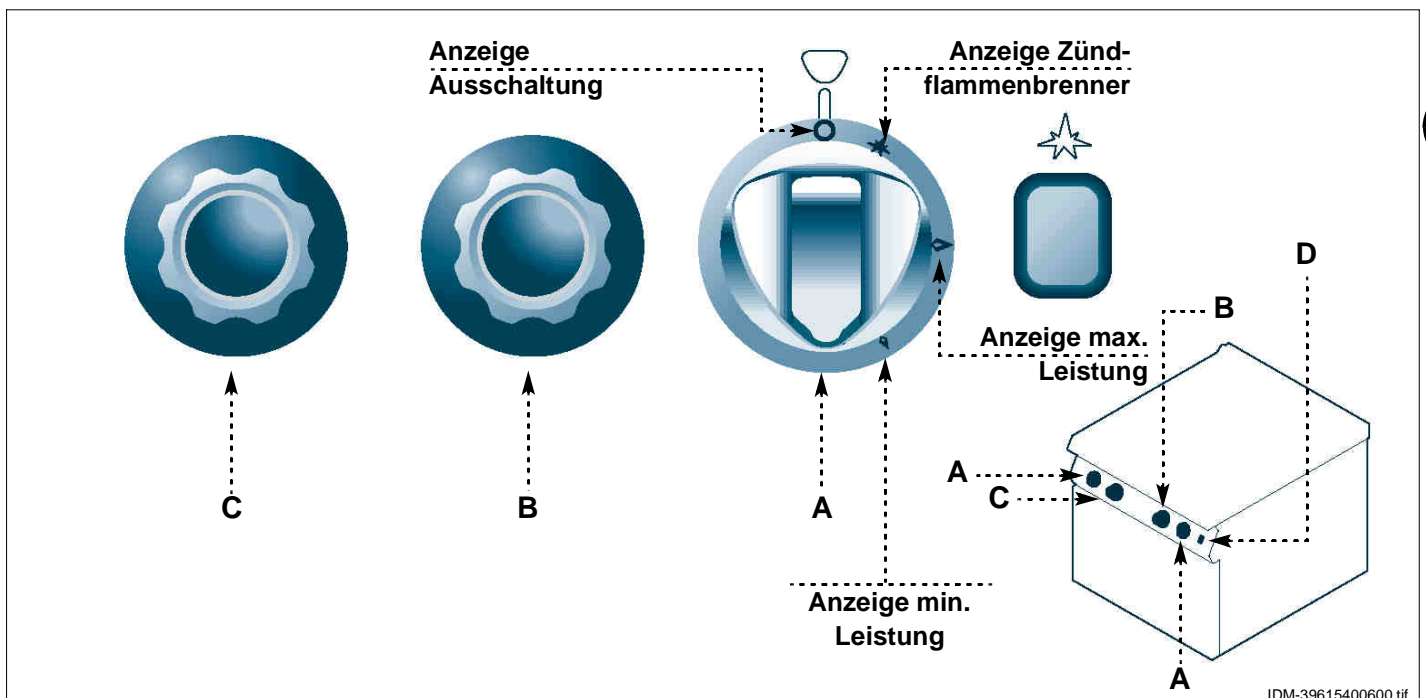 Anzeige
Ausschaltung
Anzeige Zünd-
flammenbrenner
D
B
Anzeige max.
Leistung
A
C
C
B
A
Anzeige min.
Leistung
A
IDM-39615400600.tif